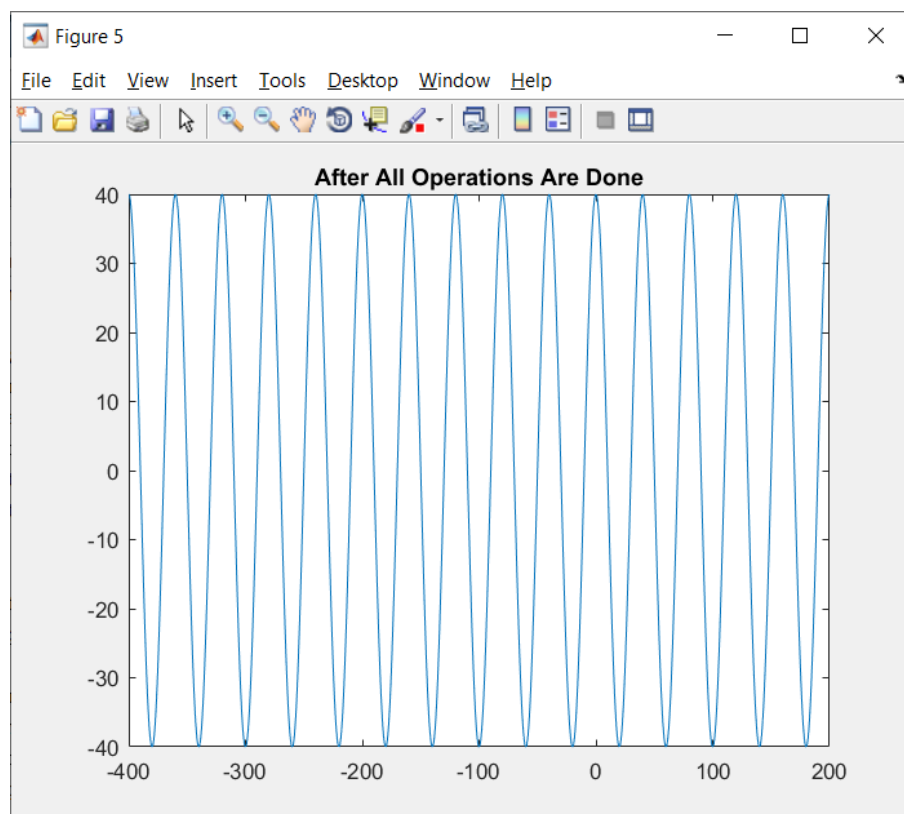 Figure 5
File Edit View Insert Tools Desktop Window Help
After All Operations Are Done
40
30
20
10
0
-10
-20
-30
-40
-400 -300 -200 -100 0 100 200